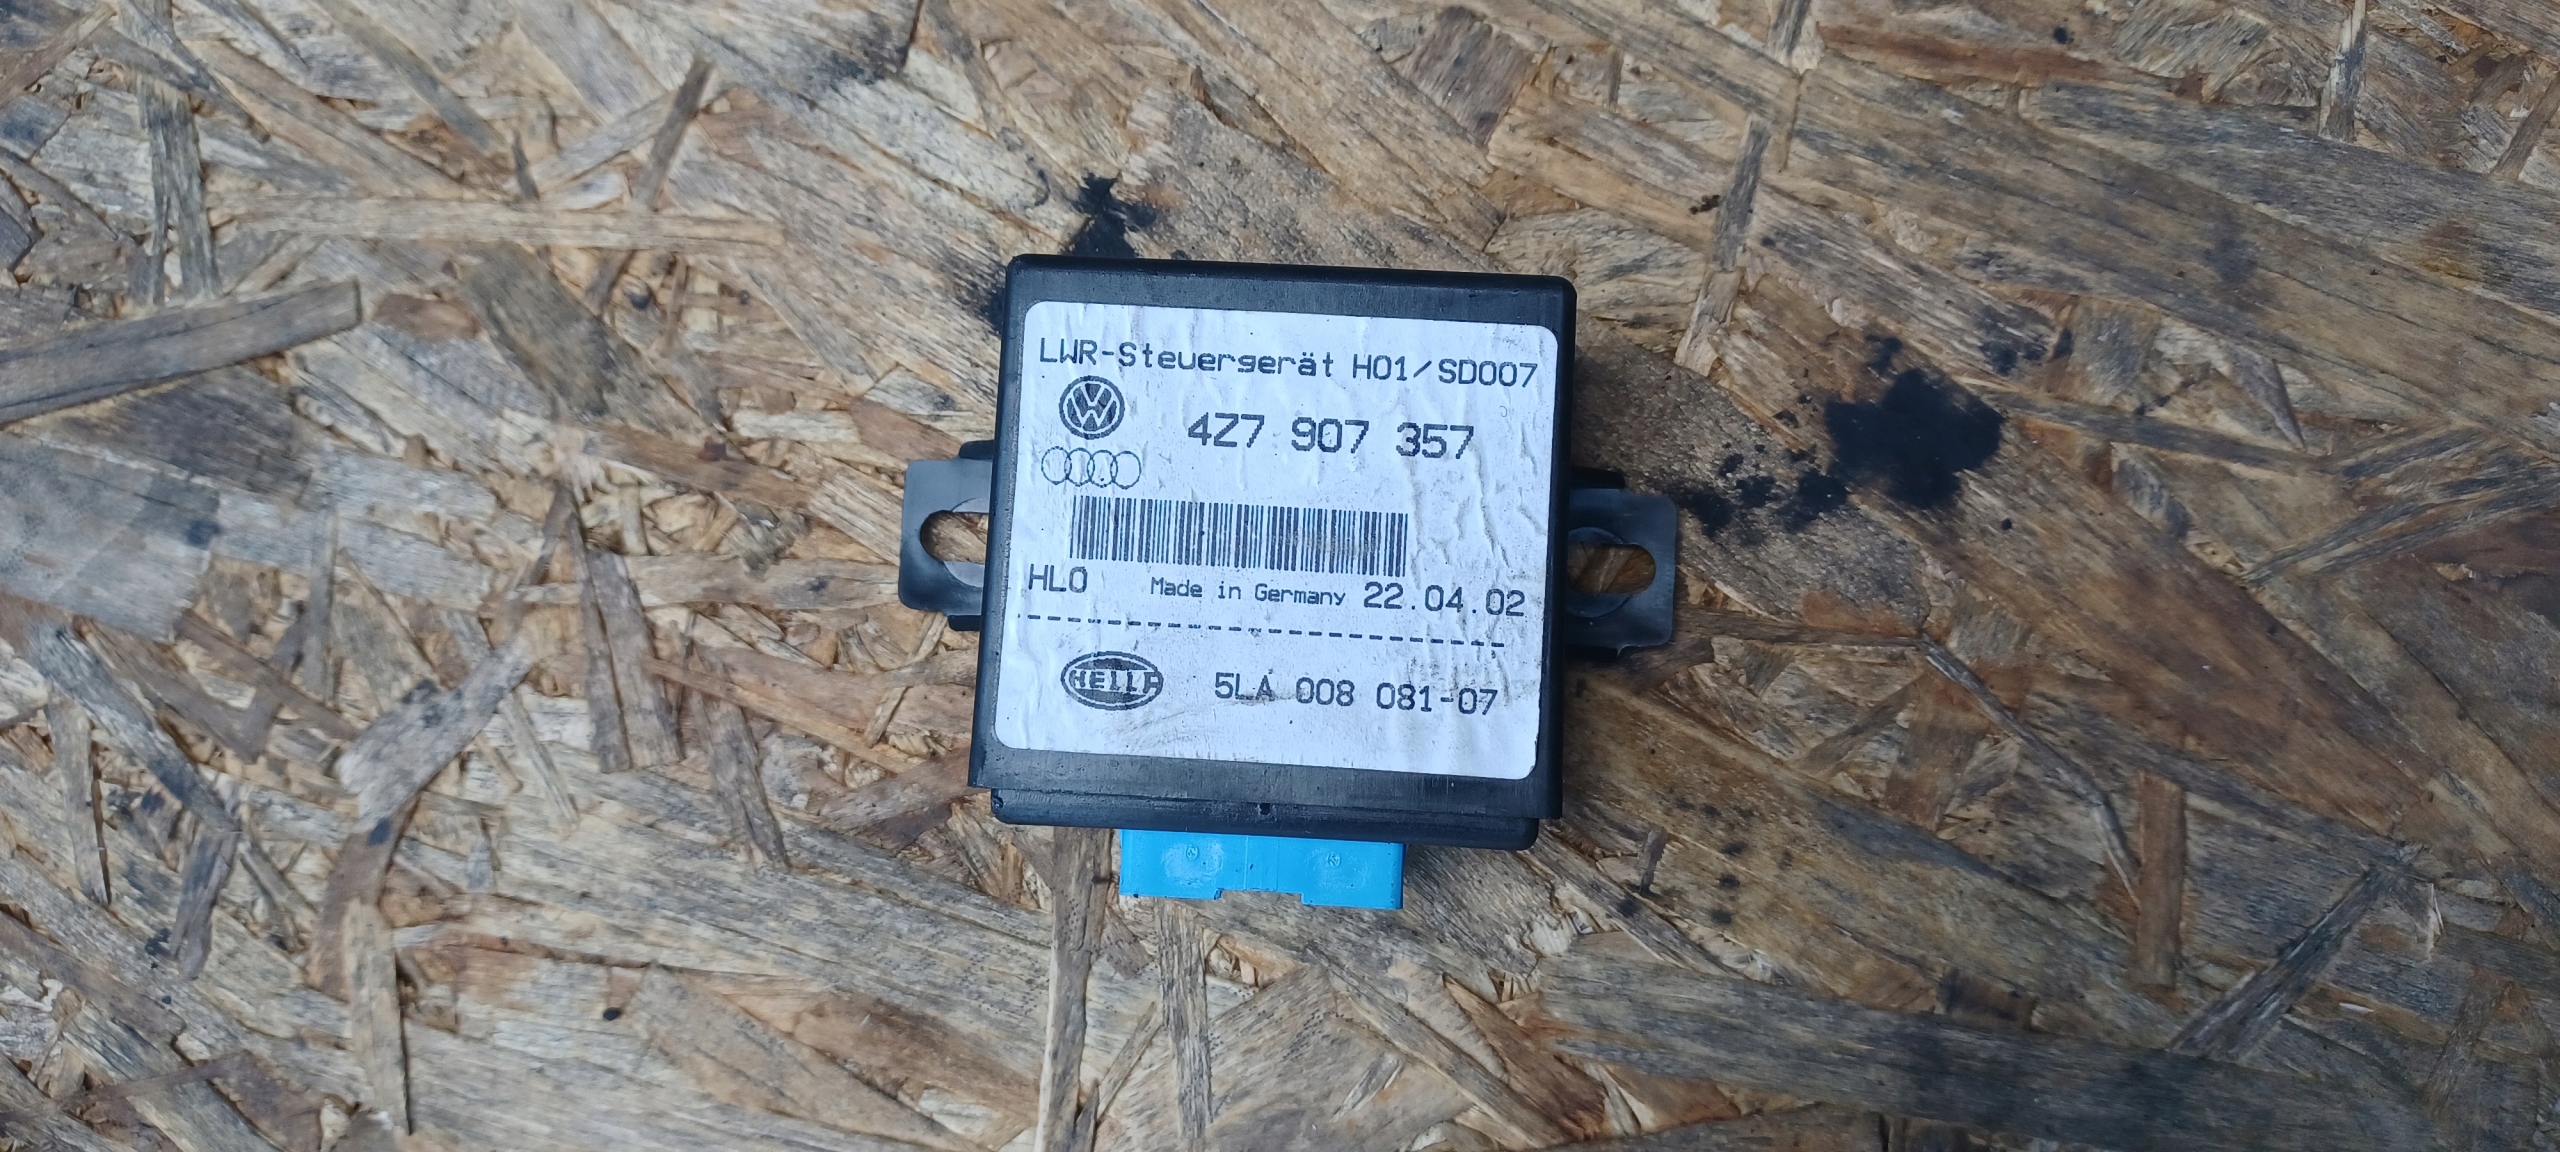 LWR-Steuergerät H01/SD007
4Z7 907 357
HLO Made in Germany 22.04.02
HELLA 5LA 008 081-07